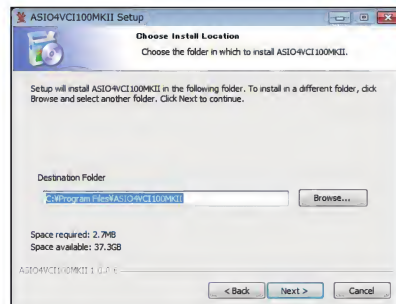 ASIO4VCI100MKII Setup
Choose Install Location
Choose the folder in which to install ASIO4VCI100MKII.
Setup will install ASIO4VCI100MKII in the following folder. To install in a different folder, click
Browse and select another folder. Click Next to continue.
Destination Folder
C:¥Program Files¥ASIO4VCI100MKII
Browse...
Space required: 2.7MB
Space available: 37.3GB
< Back
Next >
Cancel